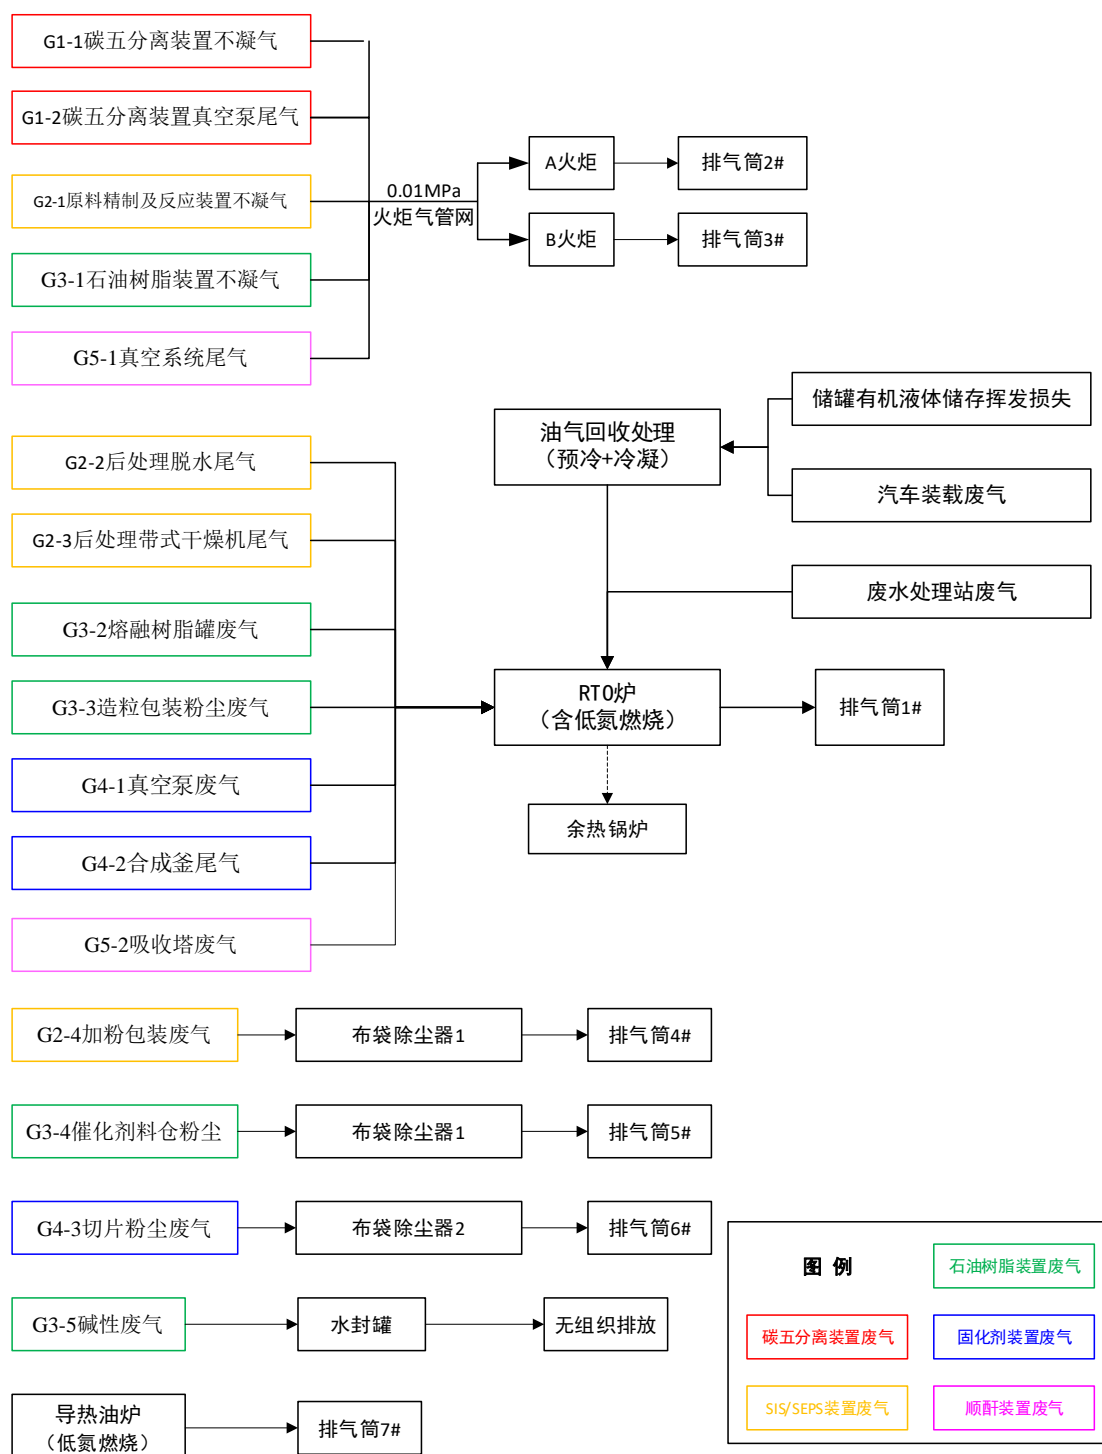 G1-1碳五分离装置不凝气
G1-2碳五分离装置真空泵尾气
G2-1原料精制及反应装置不凝气
G3-1石油树脂装置不凝气
G5-1真空系统尾气
0.01MPa
火炬气管网
A火炬
排气筒2#
B火炬
排气筒3#
储罐有机液体储存挥发损失
油气回收处理
（预冷+冷凝）
汽车装载废气
废水处理站废气
G2-2后处理脱水尾气
G2-3后处理带式干燥机尾气
G3-2熔融树脂罐废气
G3-3造粒包装粉尘废气
G4-1真空泵废气
G4-2合成釜尾气
G5-2吸收塔废气
RTO炉
（含低氮燃烧）
排气筒1#
余热锅炉
G2-4加粉包装废气
布袋除尘器1
排气筒4#
G3-4催化剂料仓粉尘
布袋除尘器1
排气筒5#
G4-3切片粉尘废气
布袋除尘器2
排气筒6#
G3-5碱性废气
水封罐
无组织排放
导热油炉
（低氮燃烧）
排气筒7#
图 例
石油树脂装置废气
碳五分离装置废气
固化剂装置废气
SIS/SEPS装置废气
顺酐装置废气